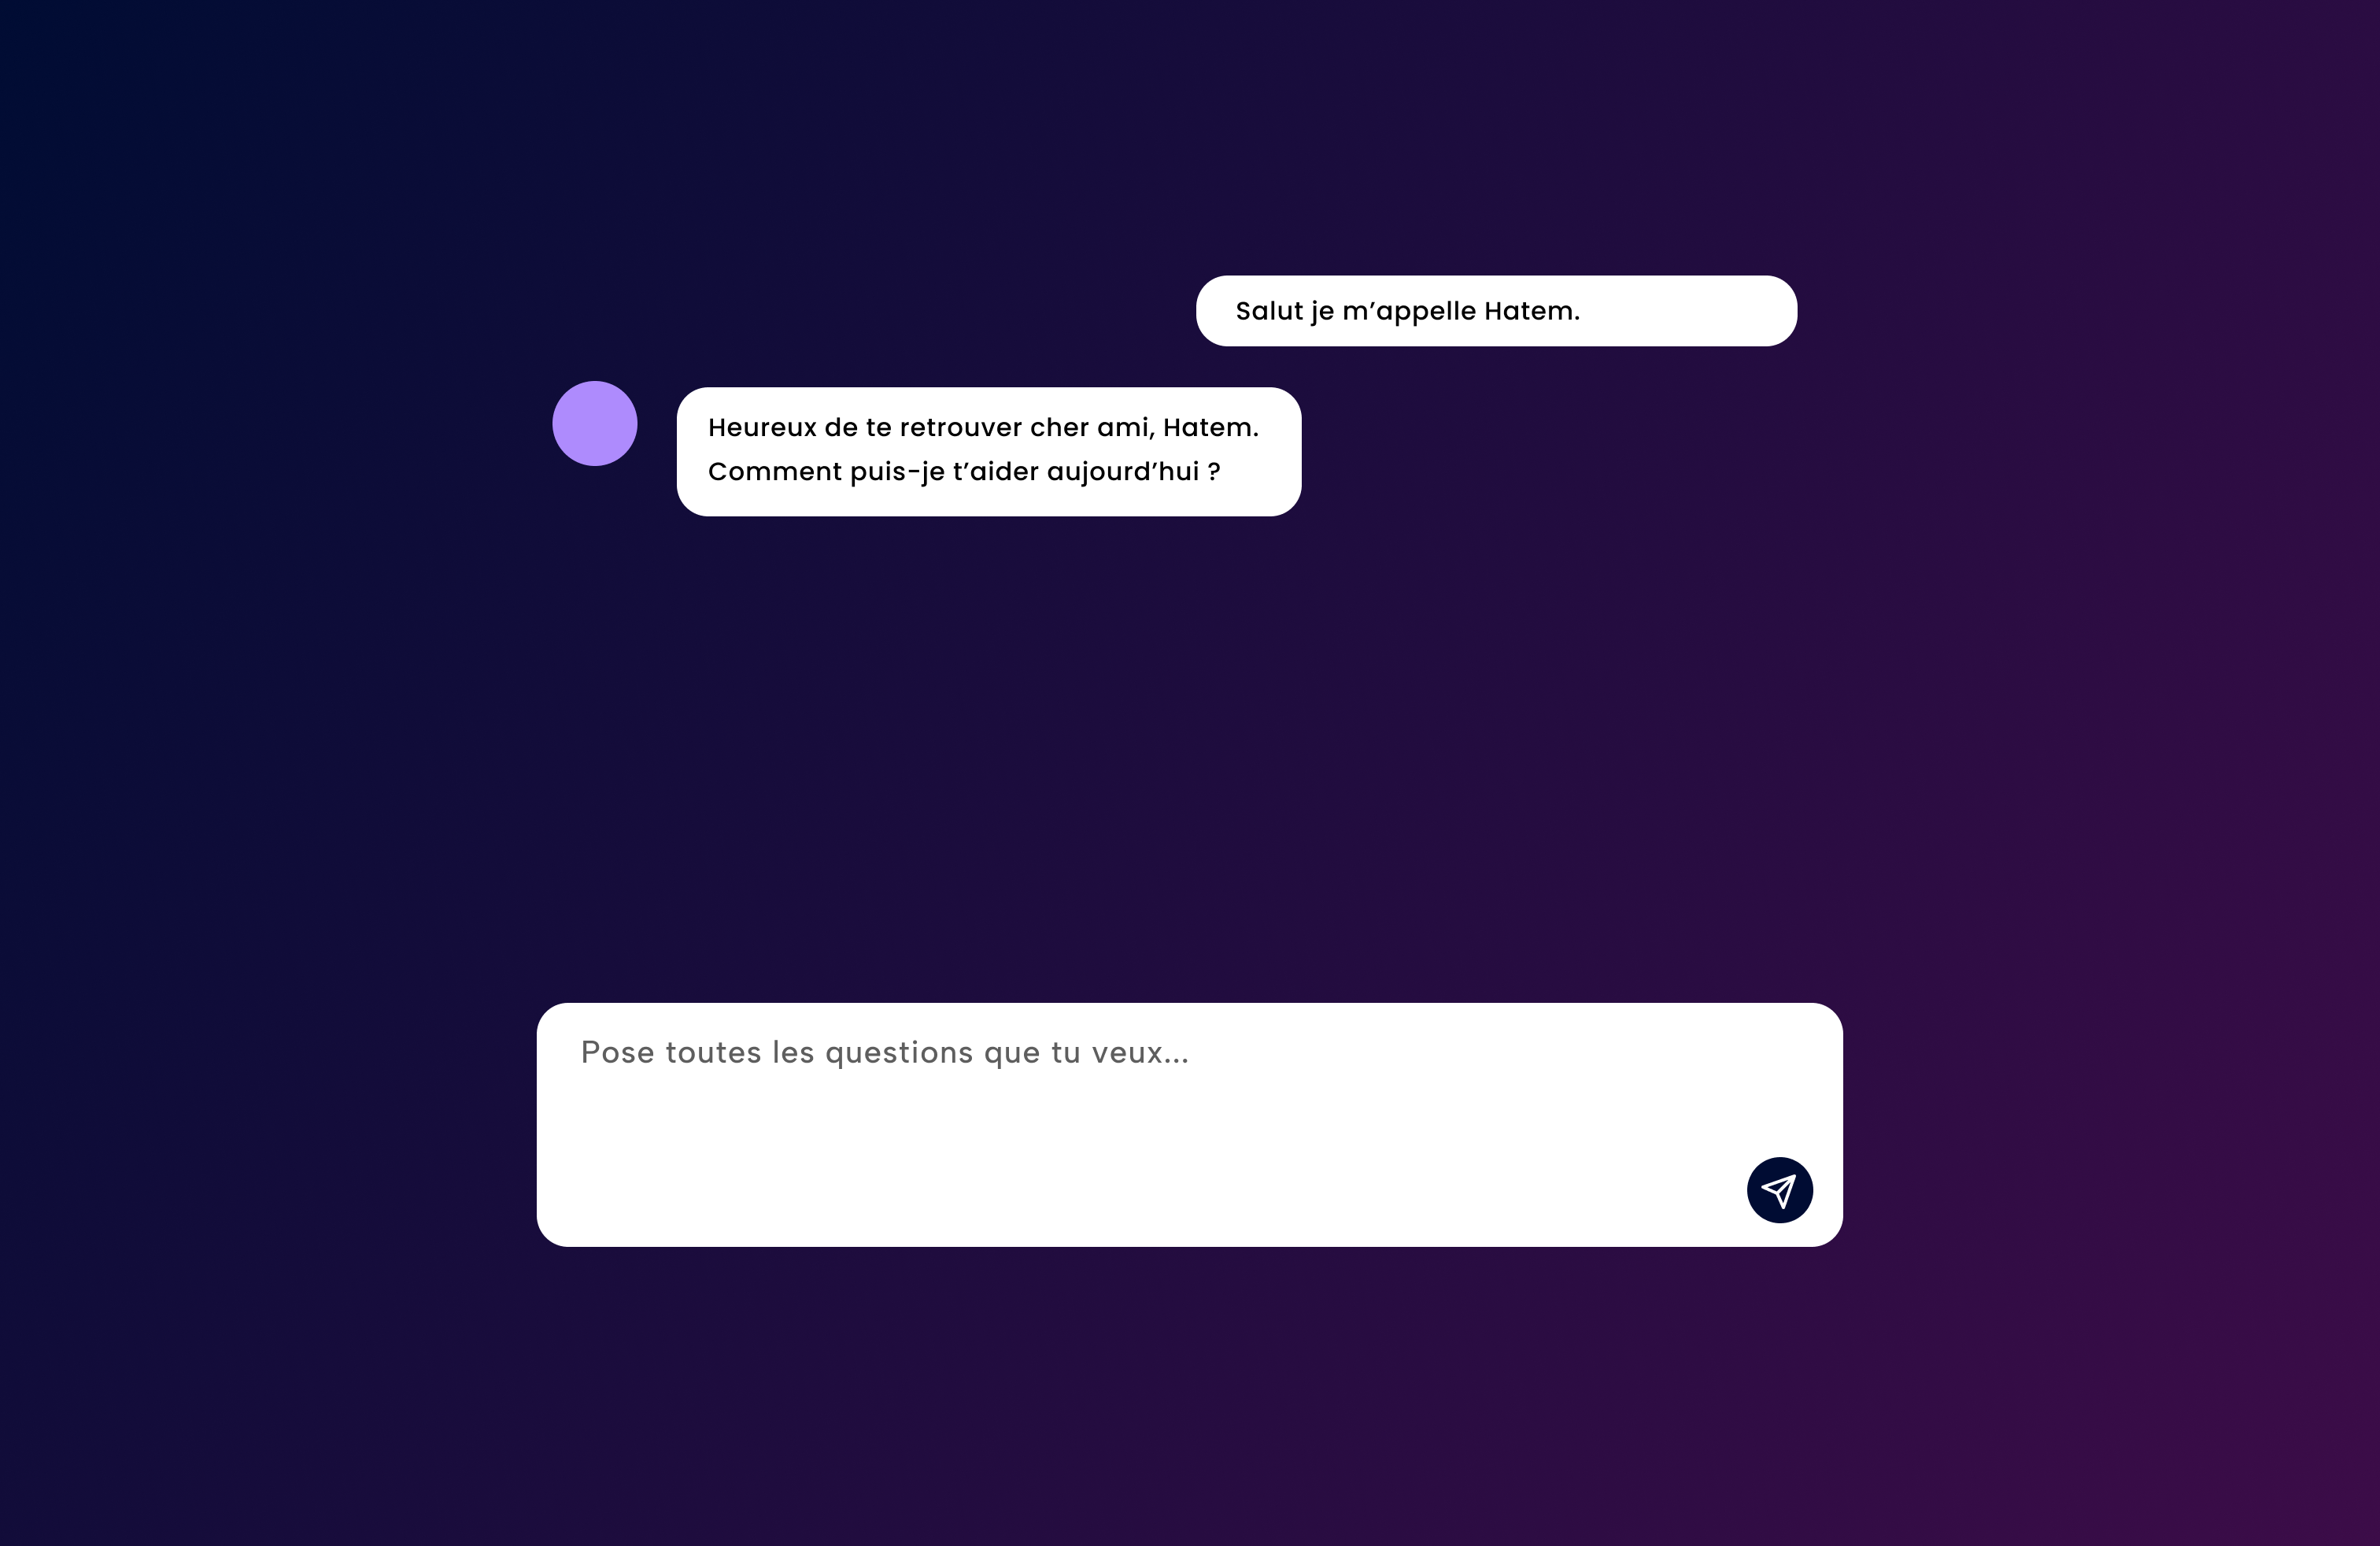 Salut je m’appelle Hatem.
Heureux de te retrouver cher ami, Hatem.
Comment puis-je t’aider aujourd’hui ?
Pose toutes les questions que tu veux...